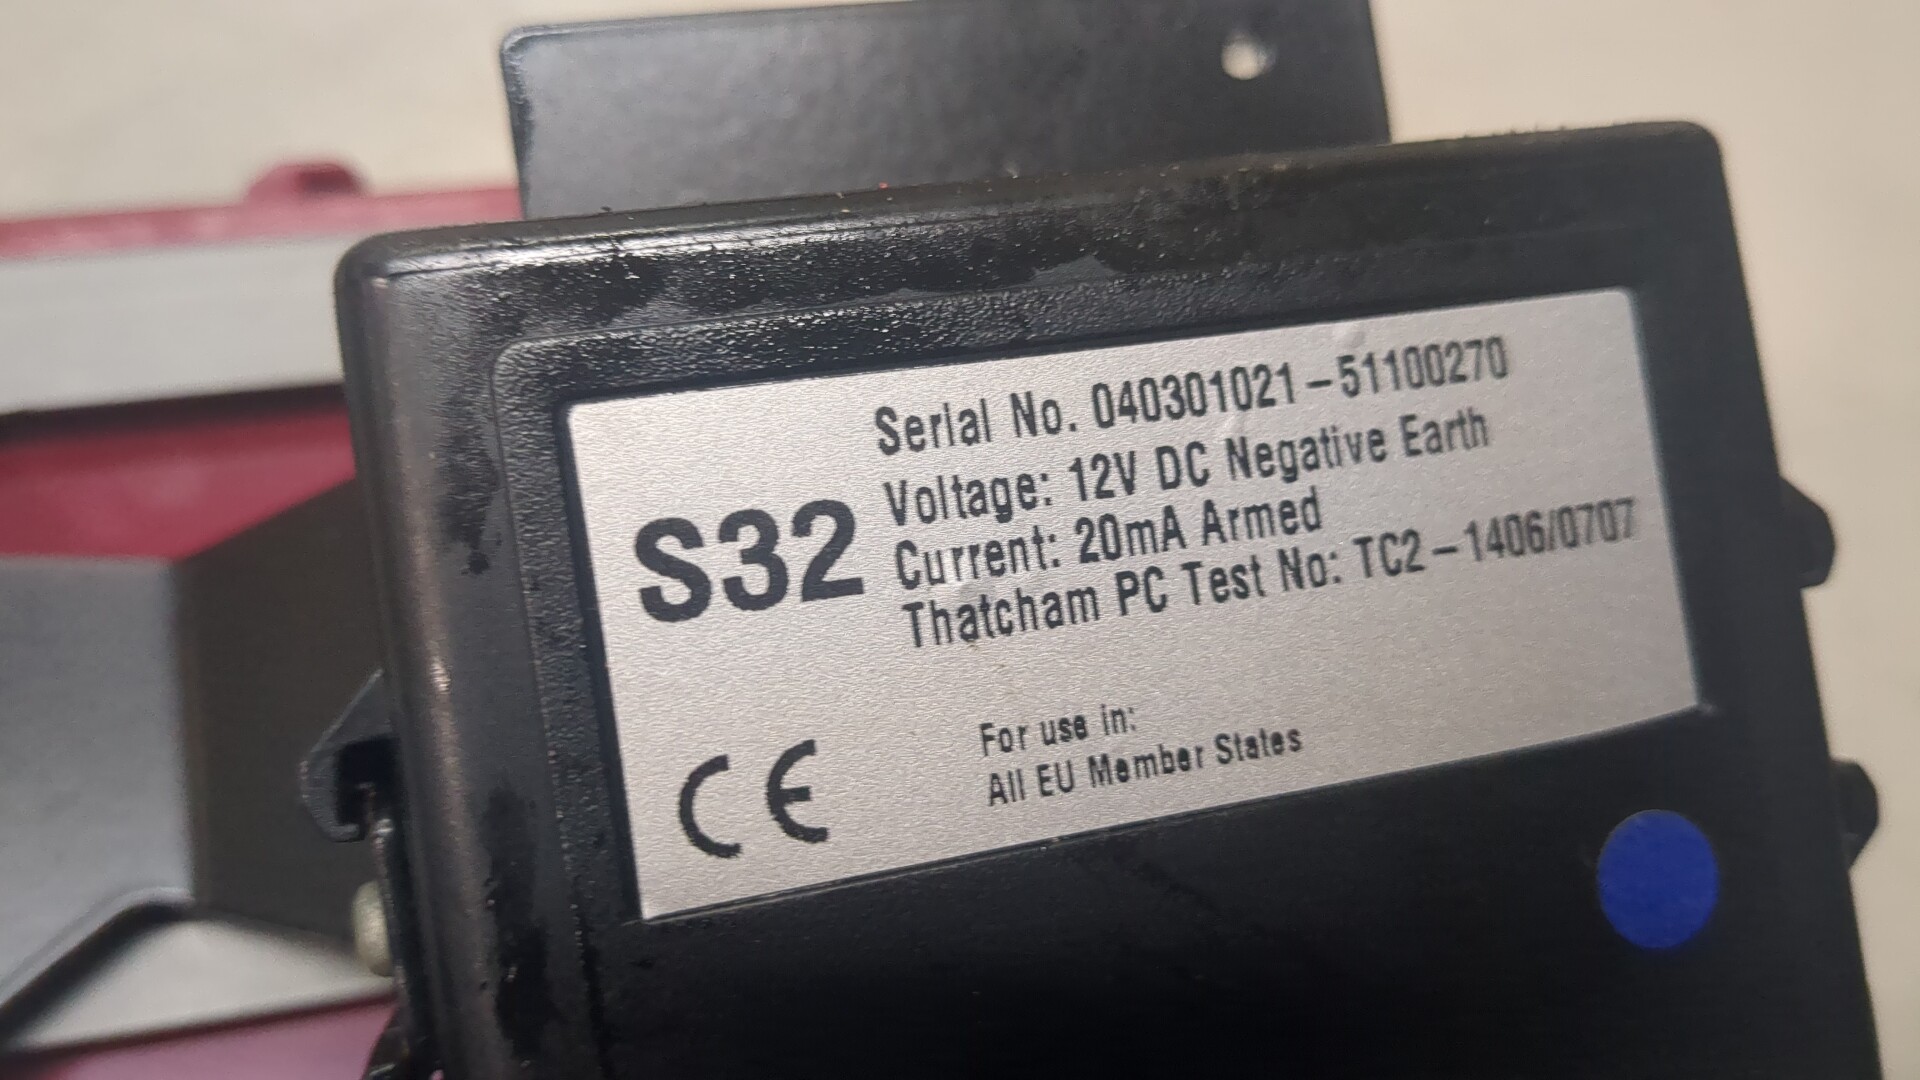 Serial No. 040301021-51100270
Voltage: 12V DC Negative Earth
S32
Current: 20mA Armed
Thatcham PC Test No: TC2-1406/0707
For use in:
All EU Member States
CE